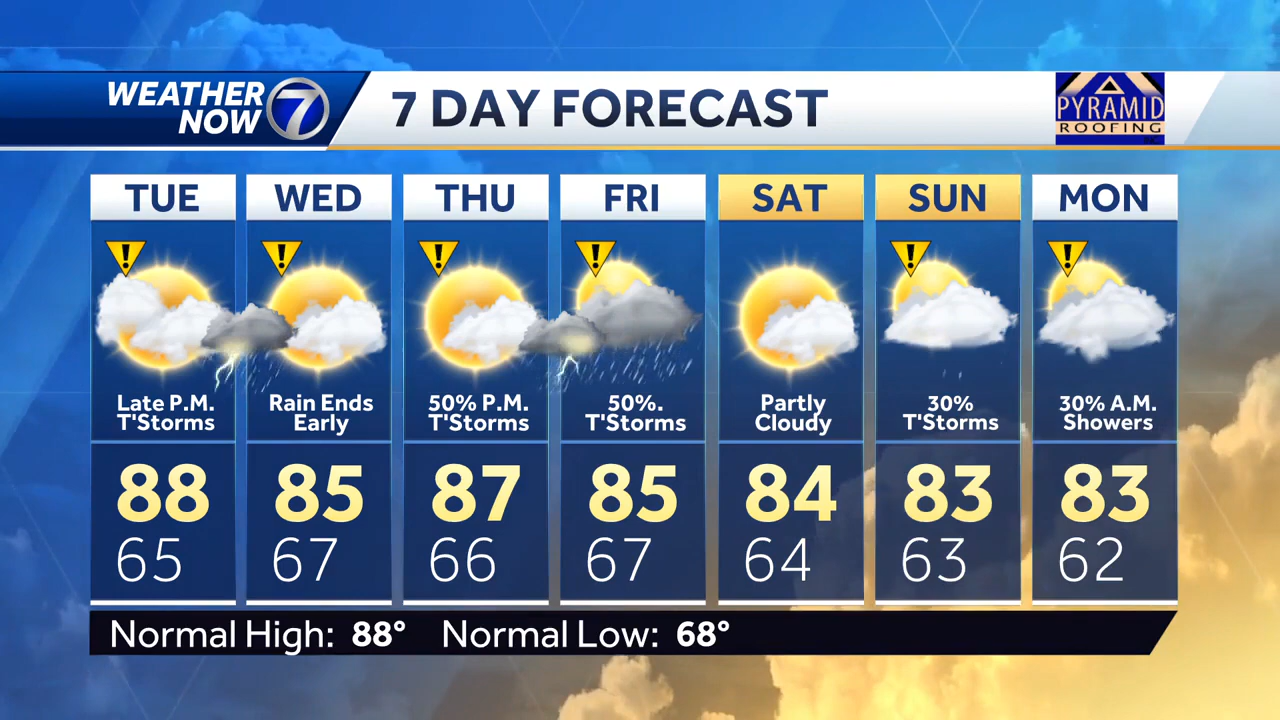 WEATHER
NOW 7
7 DAY FORECAST
PYRAMID
ROOFING
TUE WED THU FRI SAT SUN MON
! ! ! ! ! !
Late P.M. Rain Ends 50% P.M. 50%. Partly 30% 30% A.M.
T'Storms Early T'Storms T'Storms Cloudy T'Storms Showers
88 85 87 85 84 83 83
65 67 66 67 64 63 62
Normal High: 88° Normal Low: 68°